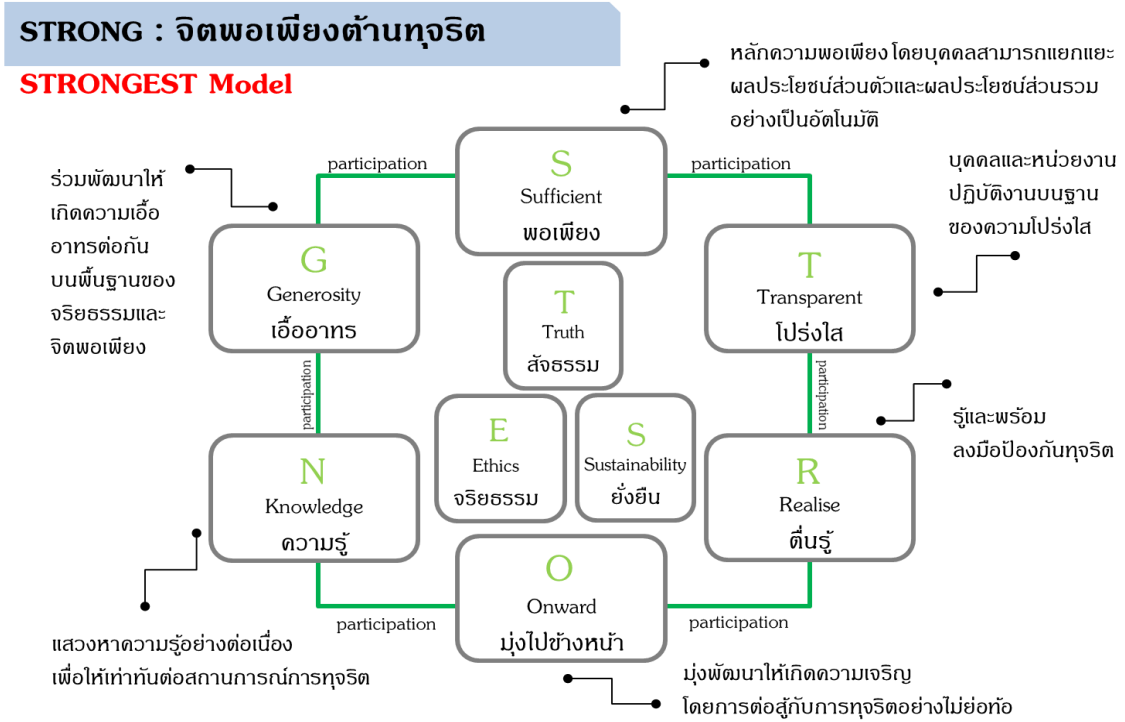 STRONG : จิตพอเพียงต้านทุจริต
STRONGEST Model
หลักความพอเพียง โดยบุคคลสามารถแยกแยะ
ผลประโยชน์ส่วนตัวและผลประโยชน์ส่วนรวม
อย่างเป็นอัตโนมัติ
participation
S
Sufficient
พอเพียง
participation
บุคคลและหน่วยงาน
ปฏิบัติงานบนฐาน
ของความโปร่งใส
ร่วมพัฒนาให้
เกิดความเอื้อ
อาทรต่อกัน
บนพื้นฐานของ
จริยธรรมและ
จิตพอเพียง
G
Generosity
เอื้ออาทร
T
Truth
สัจธรรม
T
Transparent
โปร่งใส
participation
participation
รู้และพร้อม
ลงมือป้องกันทุจริต
N
Knowledge
ความรู้
E
Ethics
จริยธรรม
S
Sustainability
ยั่งยืน
R
Realise
ตื่นรู้
participation
O
Onward
มุ่งไปข้างหน้า
participation
แสวงหาความรู้อย่างต่อเนื่อง
เพื่อให้เท่าทันต่อสถานการณ์การทุจริต
มุ่งพัฒนาให้เกิดความเจริญ
โดยการต่อสู้กับการทุจริตอย่างไม่ย่อท้อ